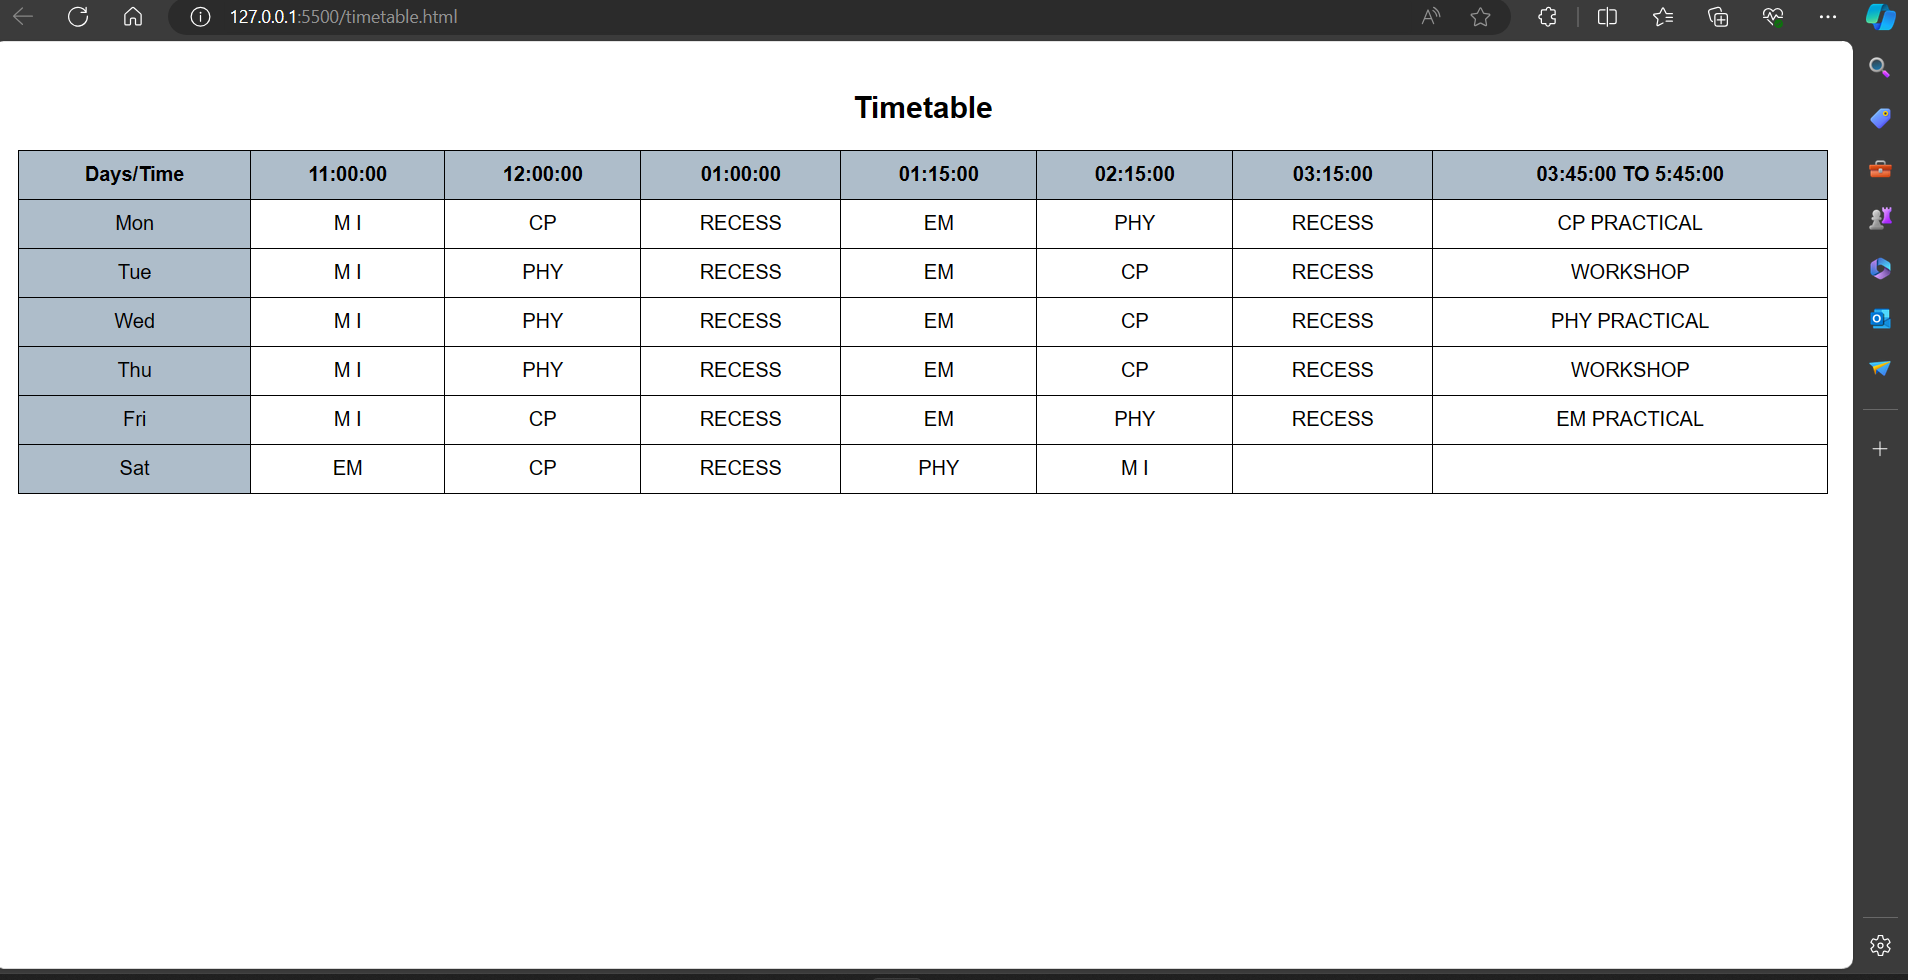 127.0.0.1:5500/timetable.html
Timetable
Days/Time 11:00:00 12:00:00 01:00:00 01:15:00 02:15:00 03:15:00 03:45:00 TO 5:45:00
Mon M I CP RECESS EM PHY RECESS CP PRACTICAL
Tue M I PHY RECESS EM CP RECESS WORKSHOP
Wed M I PHY RECESS EM CP RECESS PHY PRACTICAL
Thu M I PHY RECESS EM CP RECESS WORKSHOP
Fri M I CP RECESS EM PHY RECESS EM PRACTICAL
Sat EM CP RECESS PHY M I